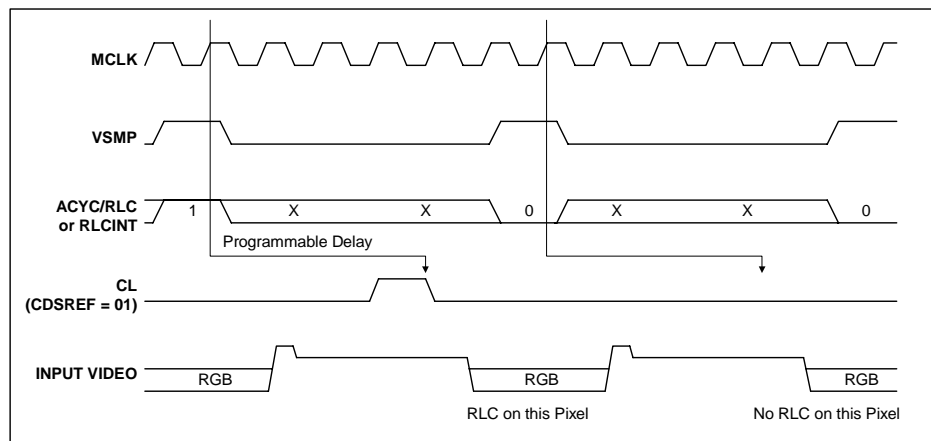 MCLK
VSMP
ACYC/RLC
or RLCINT
1 X X 0 X X 0
Programmable Delay
CL
(CDSREF = 01)
INPUT VIDEO
RGB RGB RGB
RLC on this Pixel No RLC on this Pixel